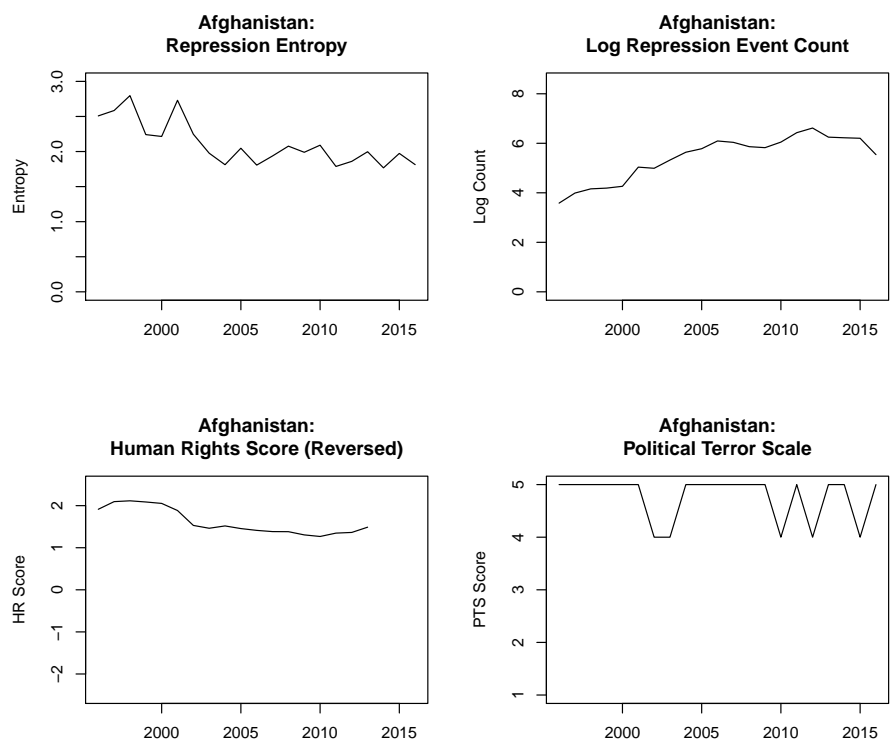 Afghanistan:
Repression Entropy
Entropy
3.0
2.0
1.0
0.0
2000 2005 2010 2015
Afghanistan:
Log Repression Event Count
Log Count
8
6
4
2
0
2000 2005 2010 2015
Afghanistan:
Human Rights Score (Reversed)
HR Score
2
1
0
−1
−2
2000 2005 2010 2015
Afghanistan:
Political Terror Scale
PTS Score
5
4
3
2
1
2000 2005 2010 2015